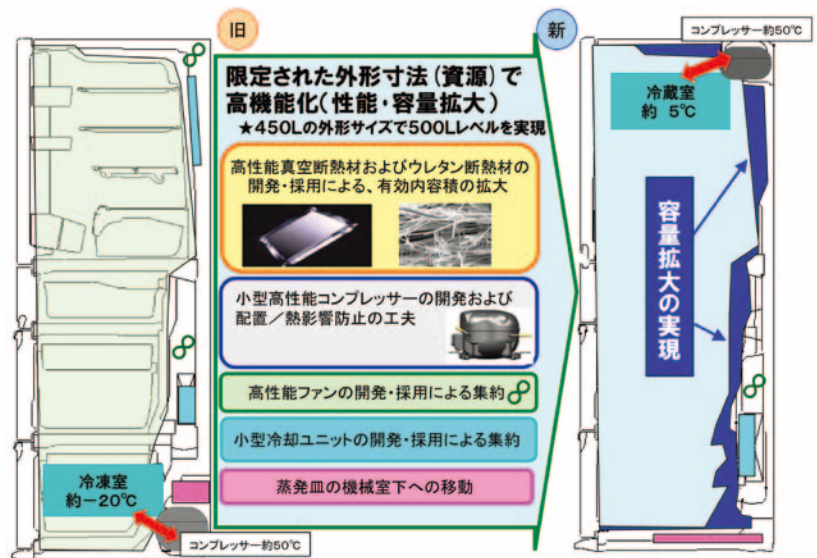 旧
新
コンプレッサー約50℃
限定された外形寸法(資源)で
高機能化(性能・容量拡大)
★450Lの外形サイズで500Lレベルを実現
冷蔵室
約 5℃
高性能真空断熱材およびウレタン断熱材の
開発・採用による、有効内容積の拡大
容量拡大の実現
小型高性能コンプレッサーの開発および
配置/熱影響防止の工夫
高性能ファンの開発・採用による集約
小型冷却ユニットの開発・採用による集約
蒸発皿の機械室下への移動
冷凍室
約-20℃
コンプレッサー約50℃